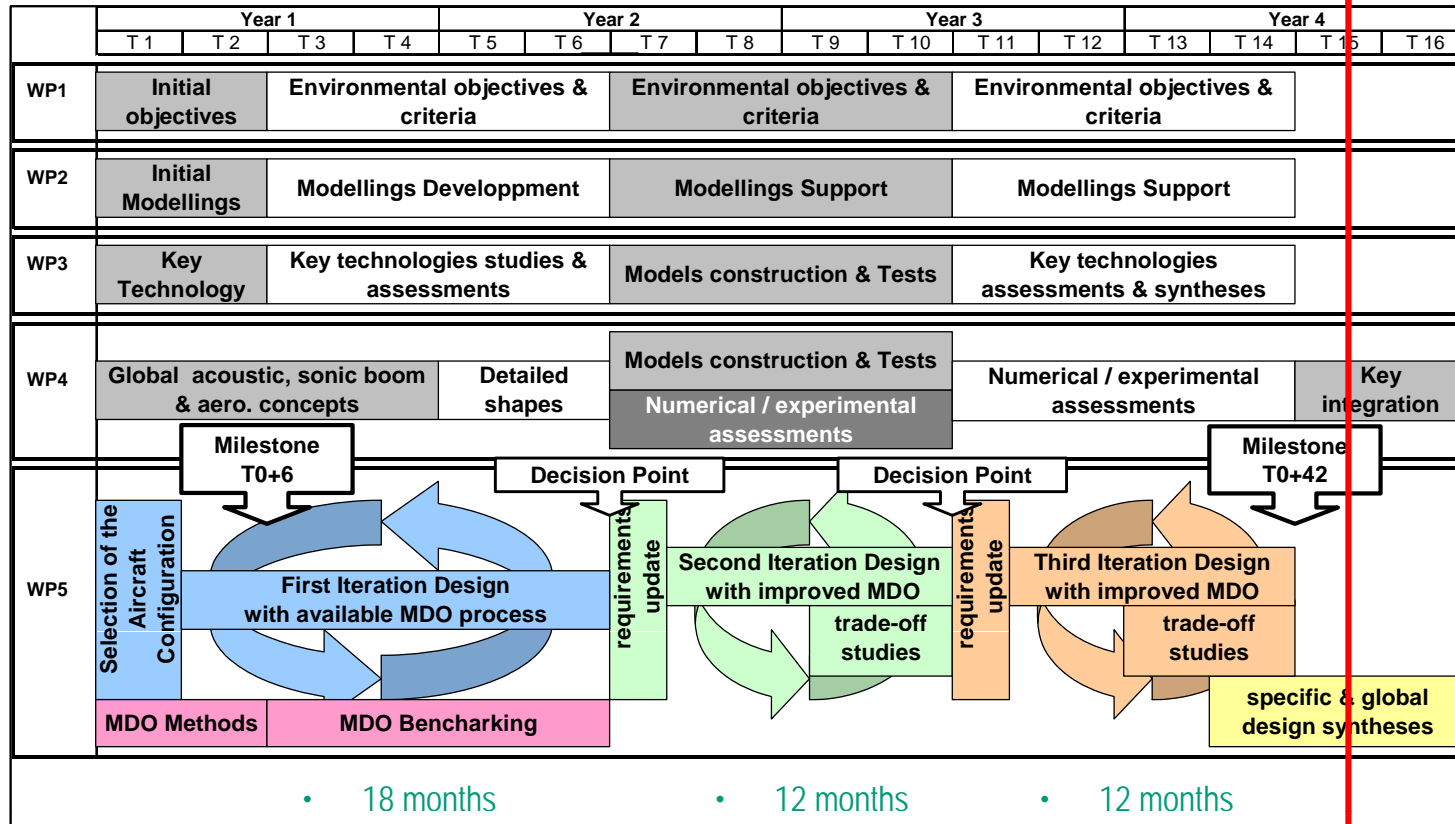 Year 1 Year 2 Year 3 Year 4
T 1 T 2 T 3 T 4 T 5 T 6 T 7 T 8 T 9 T 10 T 11 T 12 T 13 T 14 T 15 T 16
WP1
Initial
objectives
Environmental objectives &
criteria
Environmental objectives &
criteria
Environmental objectives &
criteria
WP2
Initial
Modellings
Modellings Developpment
Modellings Support
Modellings Support
WP3
Key
Technology
Key technologies studies &
assessments
Models construction & Tests
Key technologies
assessments & syntheses
WP4
Global acoustic, sonic boom
& aero. concepts
Detailed
shapes
Models construction & Tests
Numerical / experimental
assessments
Numerical / experimental
assessments
Key
integration
Milestone
T0+6
Decision Point
Decision Point
Milestone
T0+42
WP5
Selection of the
Aircraft
Configuration
First Iteration Design
with available MDO process
requirements
update
Second Iteration Design
with improved MDO
trade-off
studies
requirements
update
Third Iteration Design
with improved MDO
trade-off
studies
MDO Methods
MDO Bencharking
specific & global
design syntheses
• 18 months
• 12 months
• 12 months